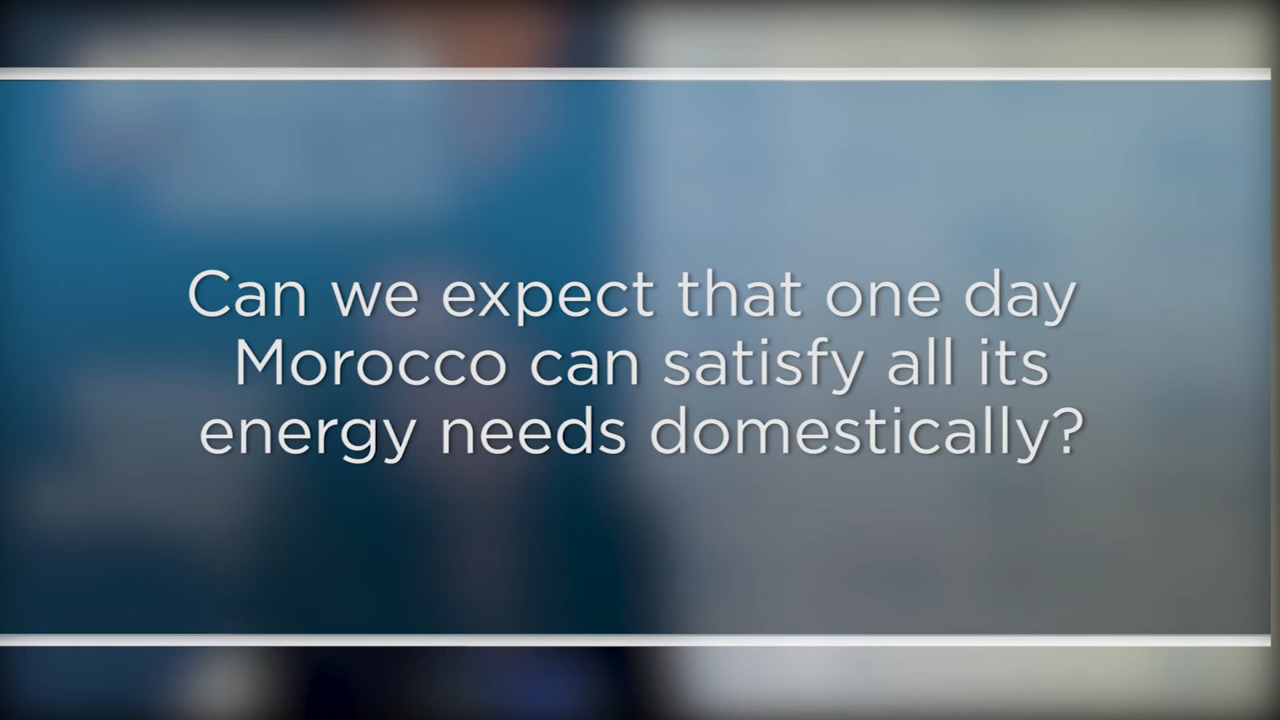 Can we expect that one day
Morocco can satisfy all its
energy needs domestically?